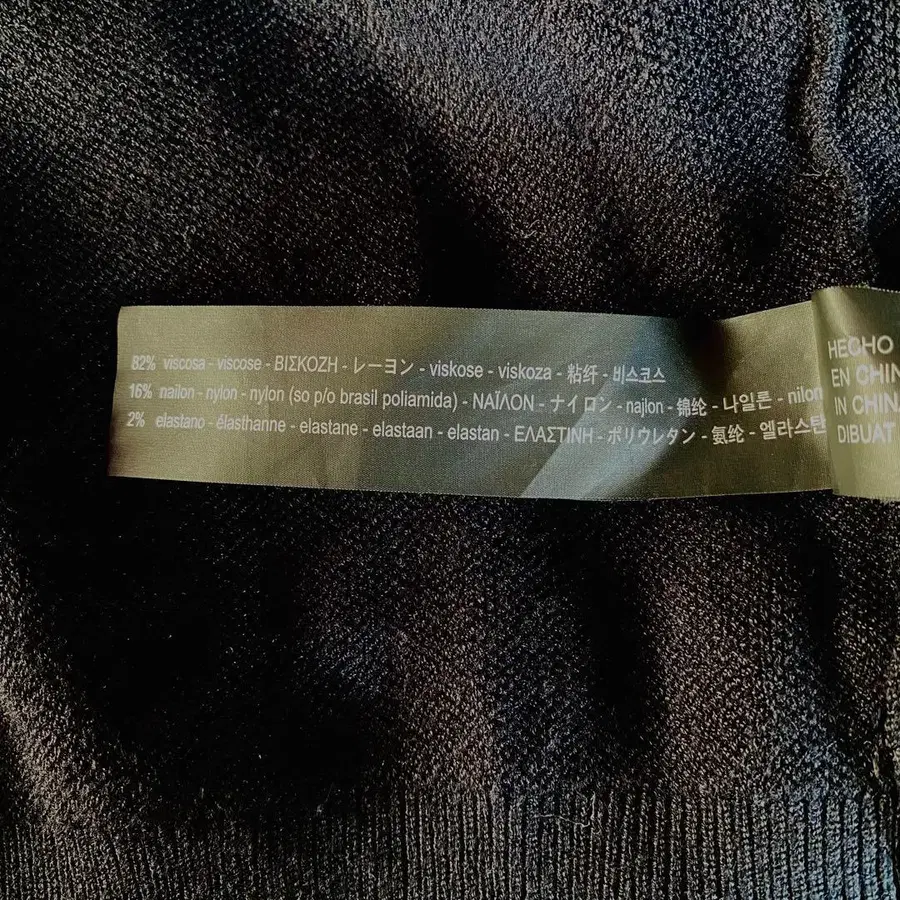 82% viscosa - viscose - ΒΙΣΚΟΖΗ - レーヨン - viskose - viskoza - 粘纤 - 비스코스
16% nailon - nylon - nylon (so p/o brasil poliamida) - ΝΑΪΛΟΝ - ナイロン - najlon - 锦纶 - 나일론 - nilon
2% elastano - élasthanne - elastane - elastaan - elastan - ΕΛΑΣΤΙΝΗ - ポリウレタン - 氨纶 - 엘라스탄
HECHO
EN CHIN
IN CHINA
DIBUAT